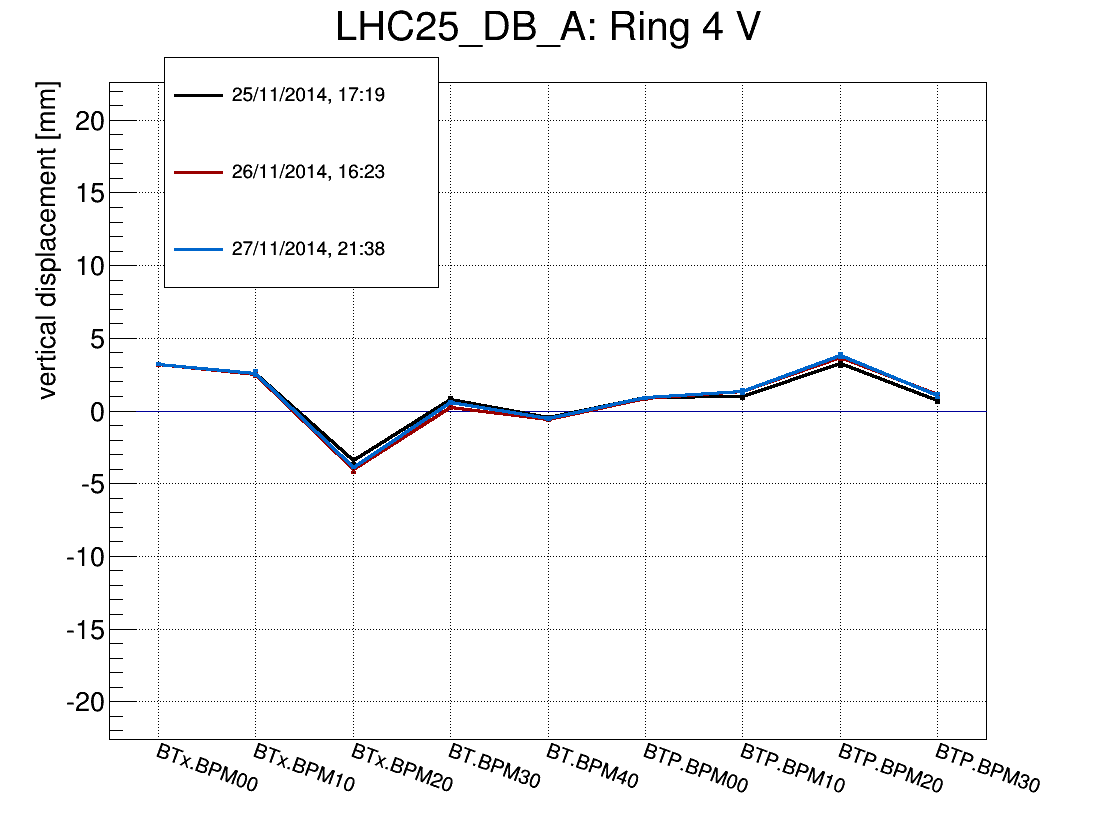 LHC25_DB_A: Ring 4 V
vertical displacement [mm]
25/11/2014, 17:19
26/11/2014, 16:23
27/11/2014, 21:38
20
15
10
5
0
-5
-10
-15
-20
BTx.BPM00
BTx.BPM10
BTx.BPM20
BT.BPM30
BT.BPM40
BTP.BPM00
BTP.BPM10
BTP.BPM20
BTP.BPM30